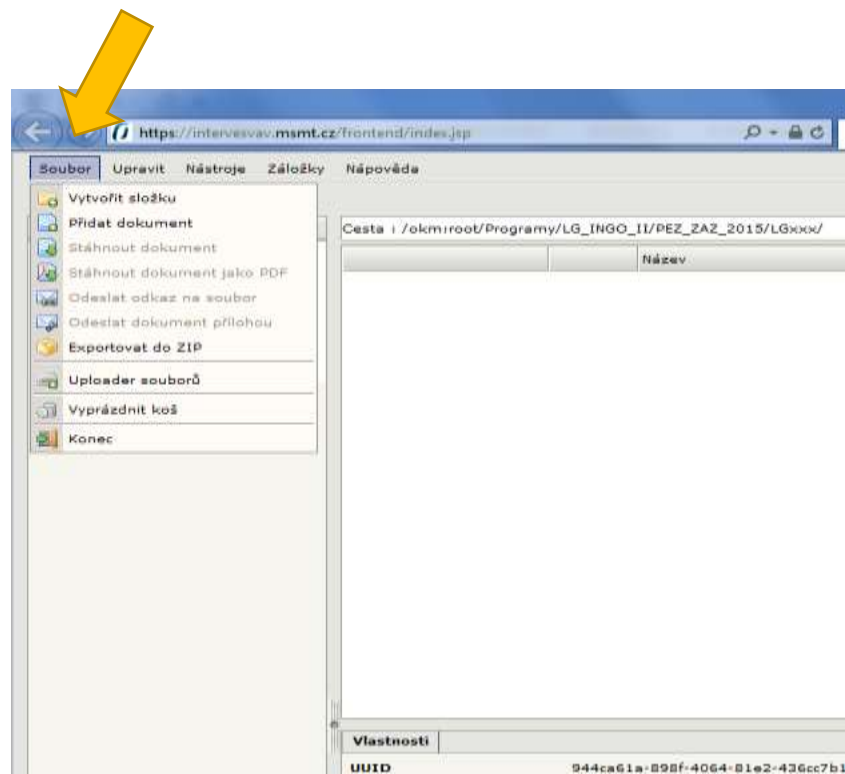 https://intervesvav.msmt.cz/frontend/index.jsp
Soubor Upravit Nástroje Záložky Nápověda
Vytvořit složku
Přidat dokument
Stáhnout dokument
Stáhnout dokument jako PDF
Odeslat odkaz na soubor
Odeslat dokument přílohou
Exportovat do ZIP
Uploader souborů
Vyprázdnit koš
Konec
Cesta : /okm:root/Programy/LG_INGO_II/PEZ_ZAZ_2015/LGxxx/
Název
Vlastnosti
UUID 944ca61a-898f-4064-81e2-436cc7b1